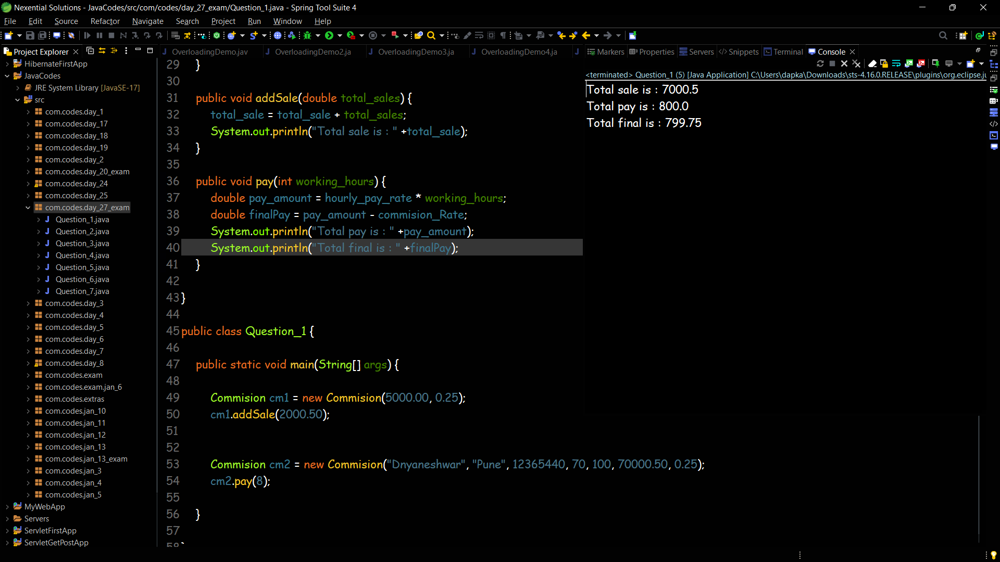 Nexential Solutions - JavaCodes/src/com/codes/day_27_exam/Question_1.java - Spring Tool Suite 4
File Edit Source Refactor Navigate Search Project Run Window Help
Project Explorer
HibernateFirstApp
JavaCodes
JRE System Library [JavaSE-17]
src
com.codes.day_1
com.codes.day_17
com.codes.day_18
com.codes.day_19
com.codes.day_2
com.codes.day_20_exam
com.codes.day_24
com.codes.day_25
com.codes.day_27_exam
Question_1.java
Question_2.java
Question_3.java
Question_4.java
Question_5.java
Question_6.java
Question_7.java
com.codes.day_3
com.codes.day_4
com.codes.day_5
com.codes.day_6
com.codes.day_7
com.codes.day_8
com.codes.exam
com.codes.exam.jan_6
com.codes.extras
com.codes.jan_10
com.codes.jan_11
com.codes.jan_12
com.codes.jan_13
com.codes.jan_13_exam
com.codes.jan_3
com.codes.jan_4
com.codes.jan_5
MyWebApp
Servers
ServletFirstApp
ServletGetPostApp
OverloadingDemo.jav OverloadingDemo2.ja OverloadingDemo3.ja OverloadingDemo4.ja
29 }
30
31 public void addSale(double total_sales) {
32 total_sale = total_sale + total_sales;
33 System.out.println("Total sale is : " +total_sale);
34 }
35
36 public void pay(int working_hours) {
37 double pay_amount = hourly_pay_rate * working_hours;
38 double finalPay = pay_amount - commision_Rate;
39 System.out.println("Total pay is : " +pay_amount);
40 System.out.println("Total final is : " +finalPay);
41 }
42
43 }
44
45 public class Question_1 {
46
47 public static void main(String[] args) {
48
49 Commision cm1 = new Commision(5000.00, 0.25);
50 cm1.addSale(2000.50);
51
52
53 Commision cm2 = new Commision("Dnyaneshwar", "Pune", 12365440, 70, 100, 70000.50, 0.25);
54 cm2.pay(8);
55
56 }
57
58
Markers Properties Servers Snippets Terminal Console
<terminated> Question_1 (5) [Java Application] C:\Users\dapka\Downloads\sts-4.16.0.RELEASE\plugins\org.eclipse.ju
Total sale is : 7000.5
Total pay is : 800.0
Total final is : 799.75